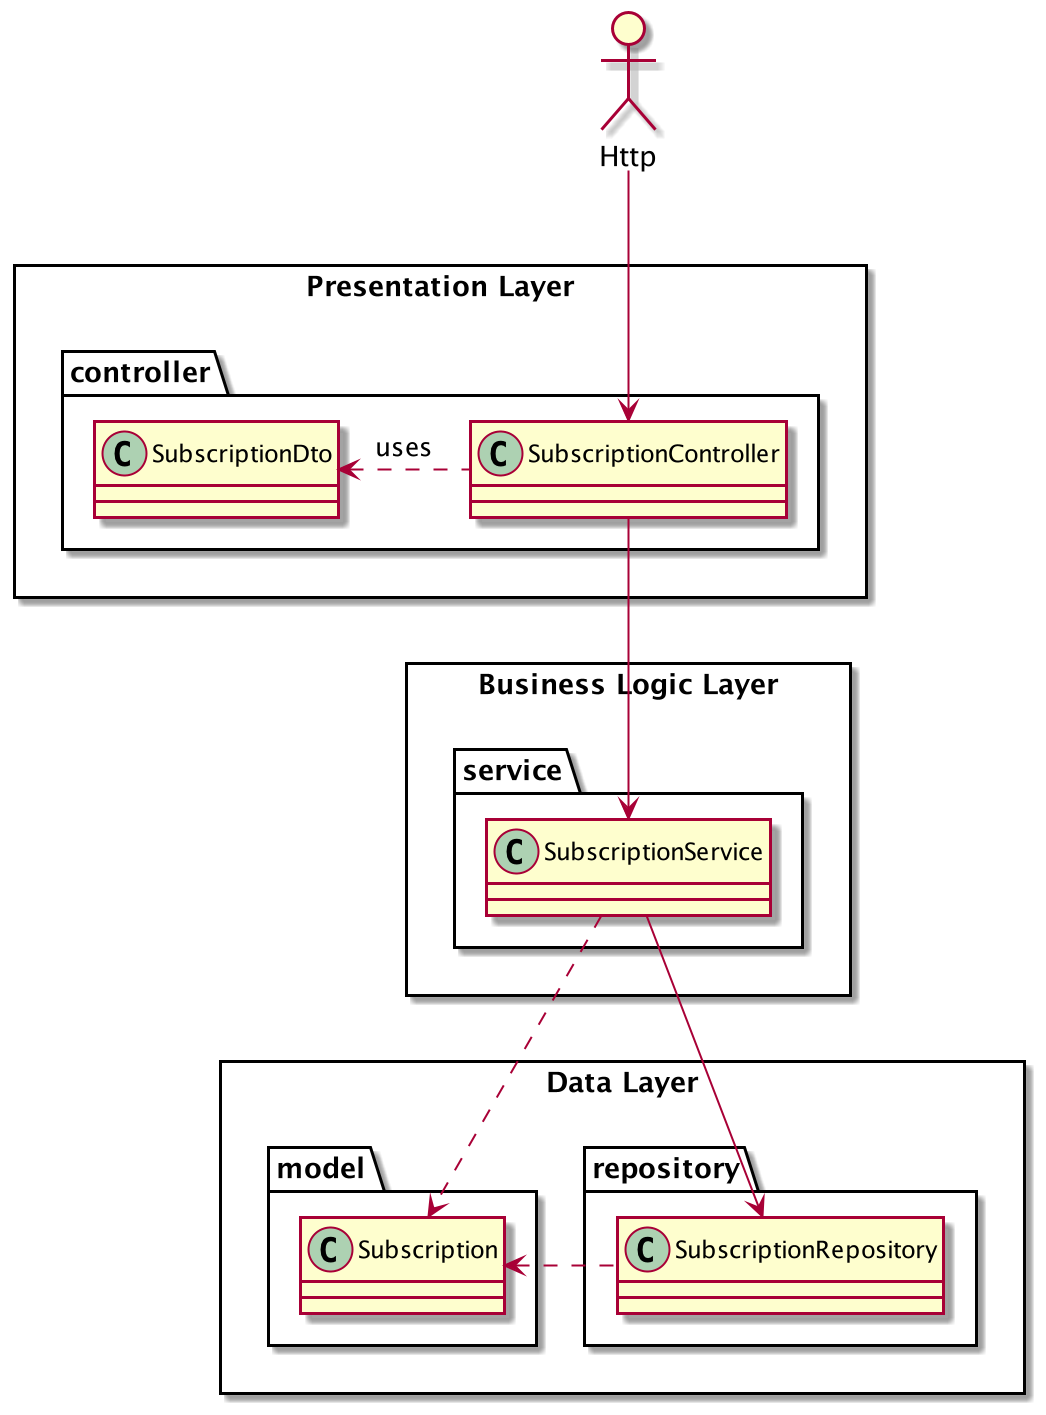 Http
Presentation Layer
controller
C SubscriptionDto
uses
C SubscriptionController
Business Logic Layer
service
C SubscriptionService
Data Layer
model
repository
C Subscription
C SubscriptionRepository